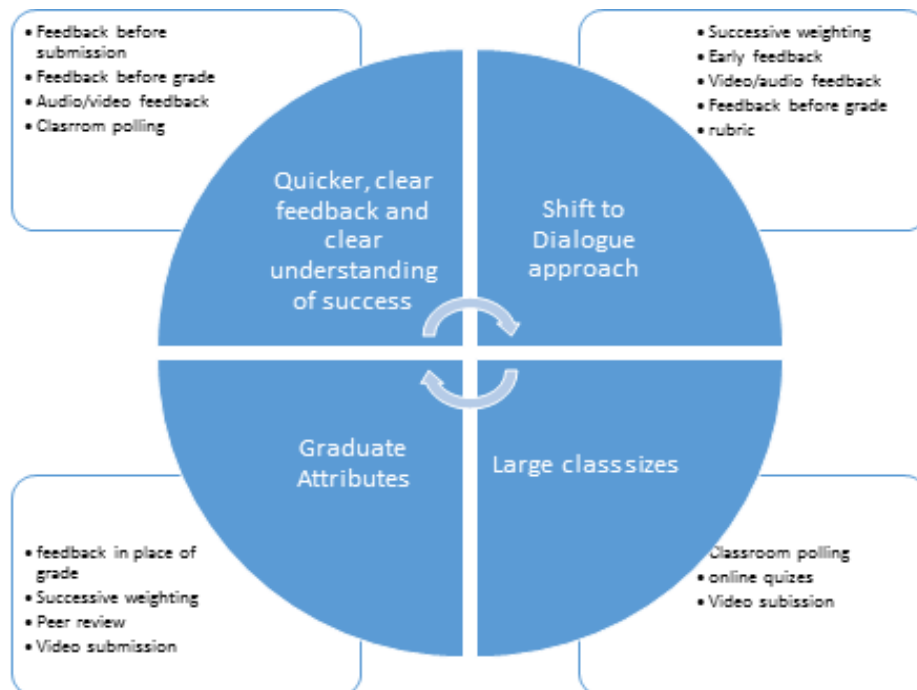 • Feedback before
submission
• Feedback before grade
• Audio/video feedback
• Clasrrom polling
• Successive weighting
• Early feedback
• Video/audio feedback
• Feedback before grade
• rubric
Quicker, clear
feedback and
clear
understanding
of success
Shift to
Dialogue
approach
Graduate
Attributes
Large class sizes
• feedback in place of
grade
• Successive weighting
• Peer review
• Video submission
Classroom polling
• online quizes
• Video subission